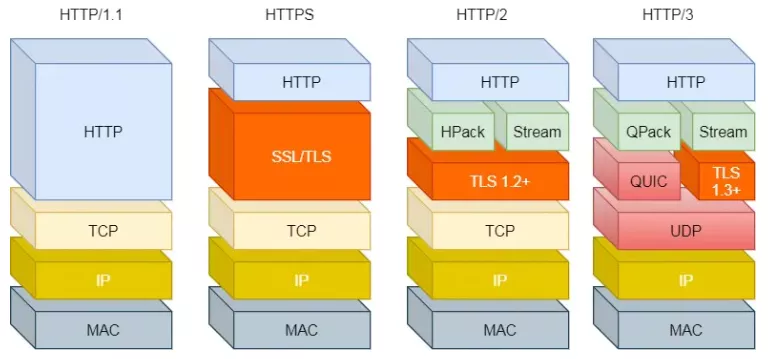 HTTP/1.1
HTTPS
HTTP/2
HTTP/3
HTTP
TCP
IP
MAC
HTTP
SSL/TLS
TCP
IP
MAC
HTTP
HPack
Stream
TLS 1.2+
TCP
IP
MAC
HTTP
QPack
Stream
QUIC
TLS
1.3+
UDP
IP
MAC